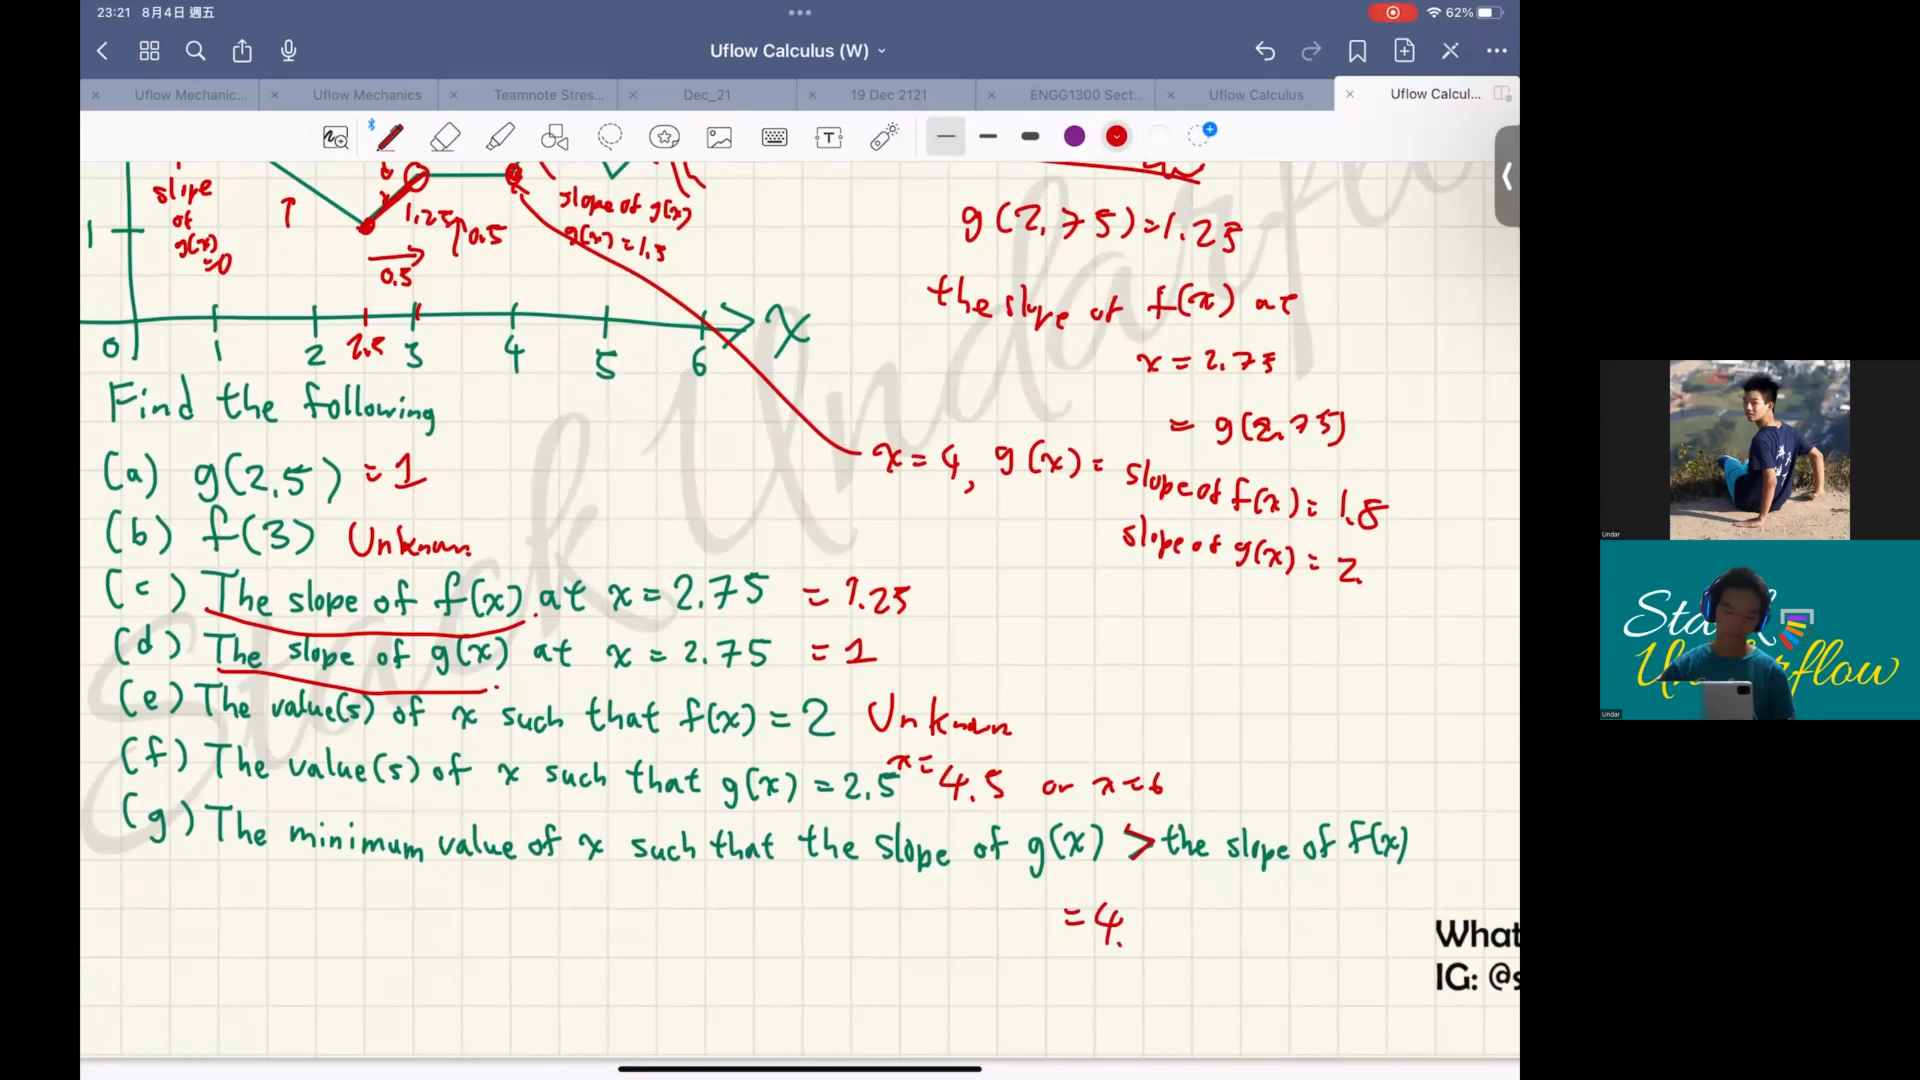 23:21 8月4日 週五
62%
Uflow Calculus (W)
Uflow Mechanic...
Uflow Mechanics
Teamnote Stres...
Dec_21
19 Dec 2121
ENGG1300 Sect...
Uflow Calculus
Uflow Calcul...
slope
of
g(x)
=0
1
1.25
0.5
0.5
slope of g(x)
g(x) = 1.5
g(2.75)=1.25
the slope of f(x) at
x = 2.75
= g(2.75)
0 1 2 2.5 3 4 5 6 x
Find the following
x = 4, g(x) =
slope of f(x) = 1.5
slope of g(x) = 2.
(a) g(2.5) = 1
(b) f(3) Unknown
(c) The slope of f(x) at x = 2.75 = 1.25
(d) The slope of g(x) at x = 2.75 = 1
(e) The value(s) of x such that f(x) = 2 Unknown
(f) The value(s) of x such that g(x) = 2.5 x = 4.5 or x = 6
(g) The minimum value of x such that the slope of g(x) > the slope of f(x)
= 4.
What
IG: @s
Stack Undarflow
Undar
Undarflow
Undar